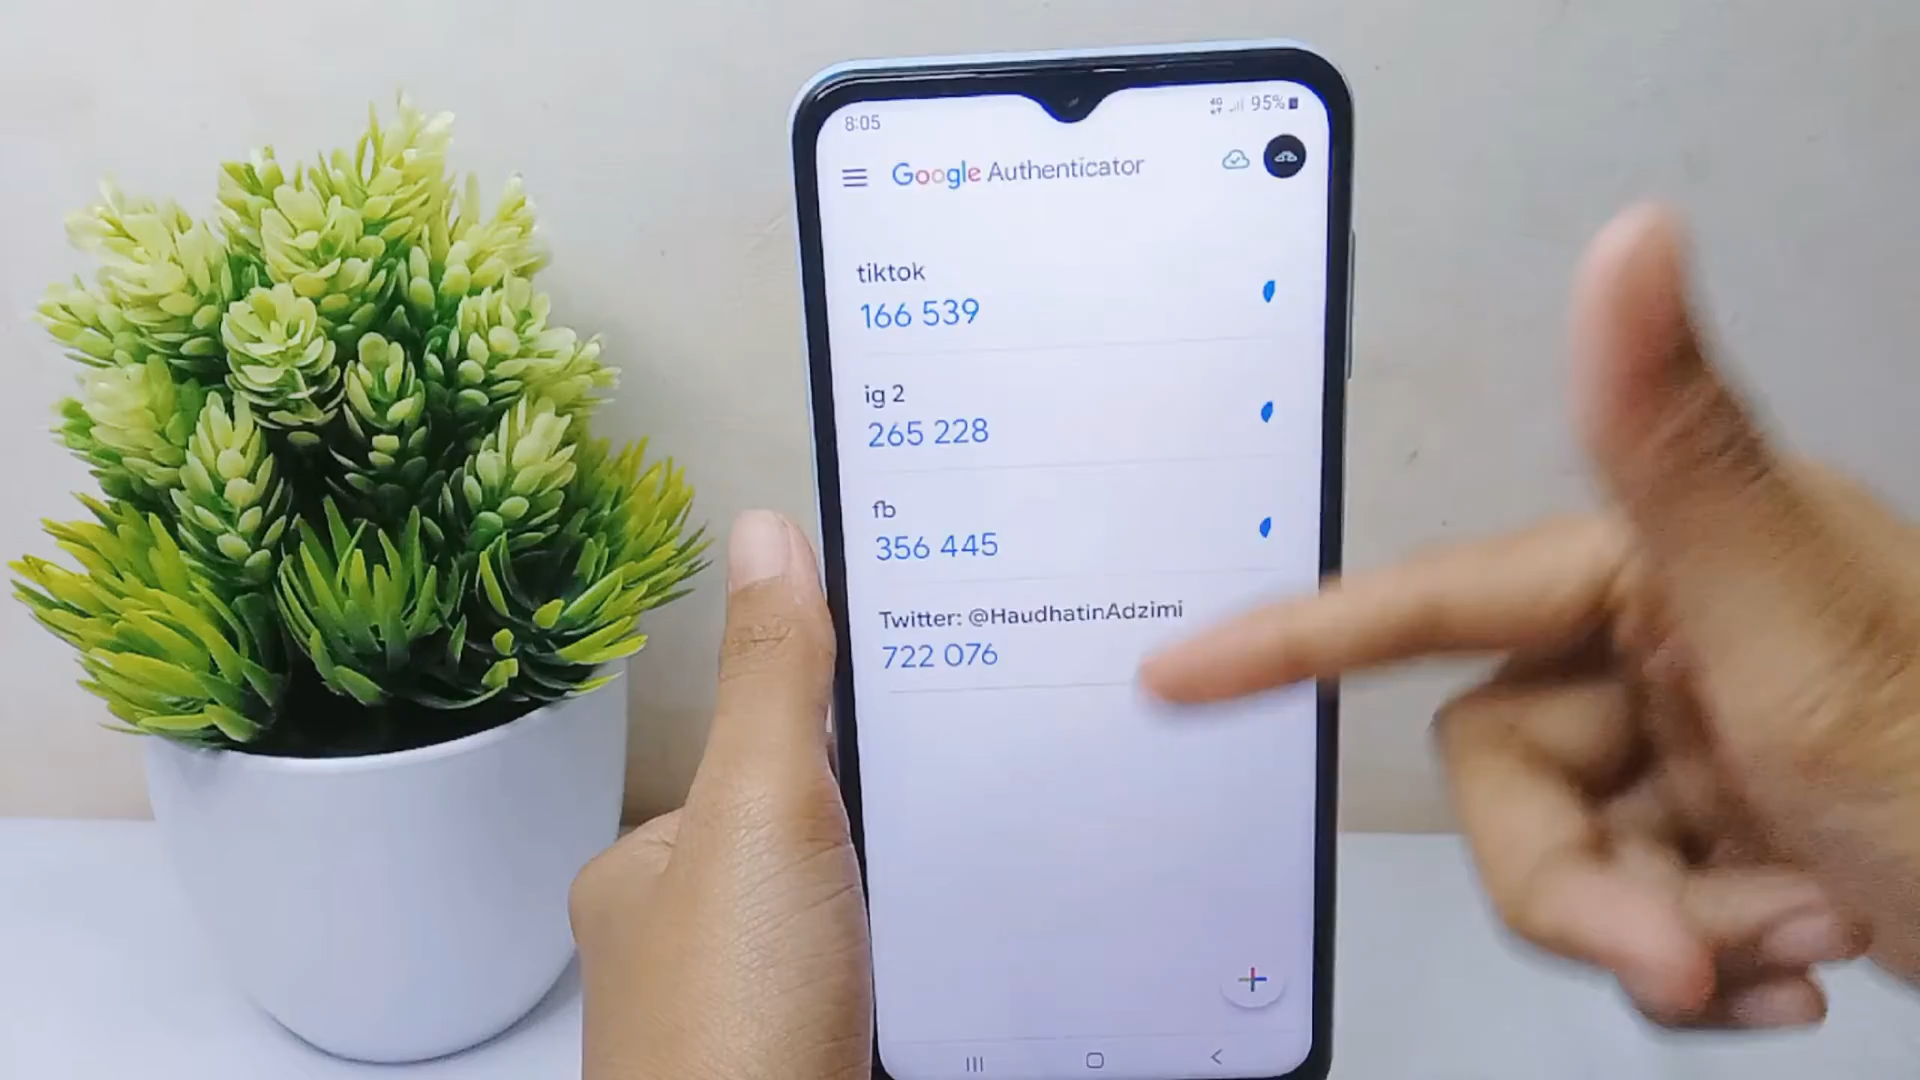 8:05
4G 95%
Google Authenticator
tiktok
166 539
ig 2
265 228
fb
356 445
Twitter: @HaudhatinAdzimi
722 076